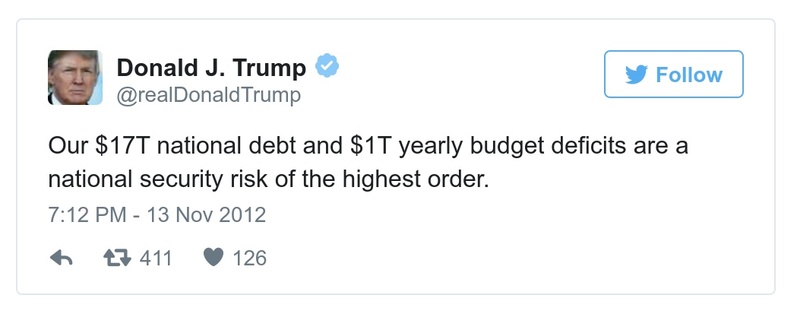 Donald J. Trump
@realDonaldTrump
Follow
Our $17T national debt and $1T yearly budget deficits are a
national security risk of the highest order.
7:12 PM - 13 Nov 2012
411 126